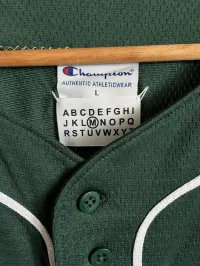 Champion
AUTHENTIC ATHLETICWEAR
L
ABCDEFGHI
JKLMNOPQ
RSTUVWXYZ